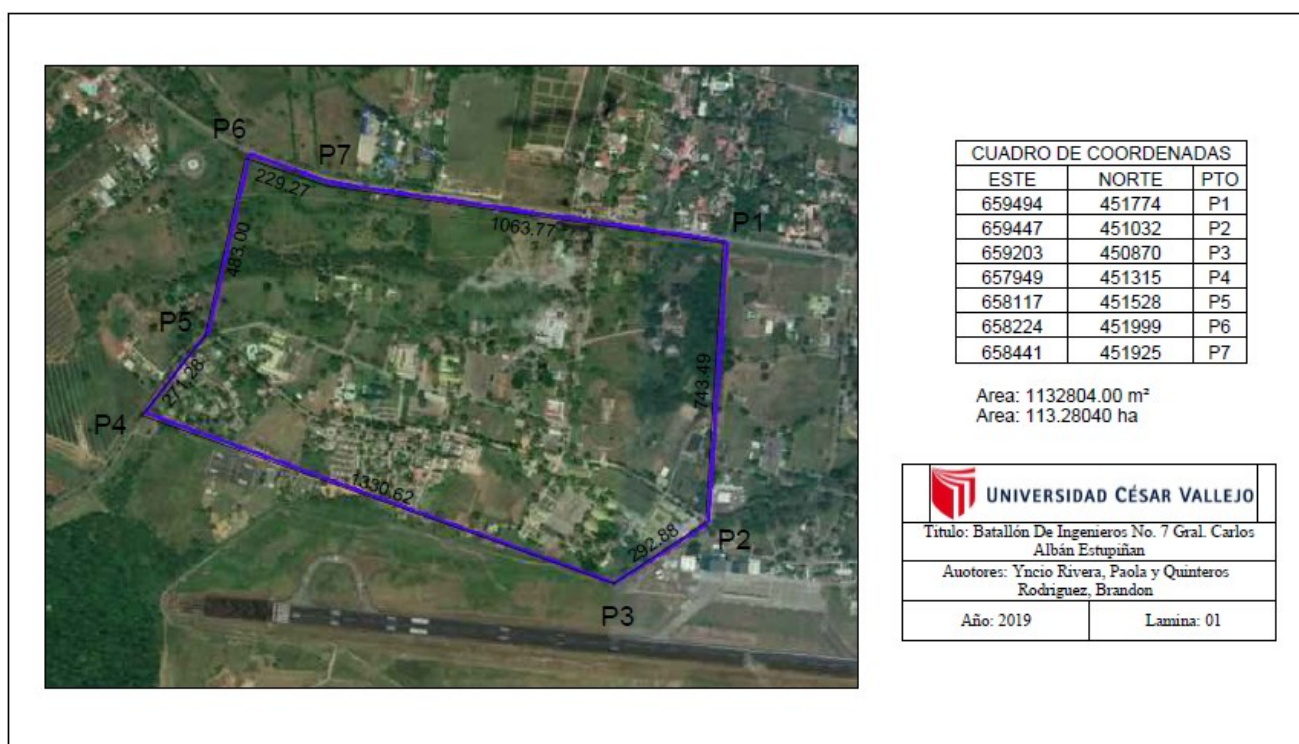 P6
P7
229.27
1063.77
P1
483.00
P5
271.28
743.49
P4
1330.62
292.88
P2
P3
CUADRO DE COORDENADAS
ESTE NORTE PTO
659494 451774 P1
659447 451032 P2
659203 450870 P3
657949 451315 P4
658117 451528 P5
658224 451999 P6
658441 451925 P7
Area: 1132804.00 m²
Area: 113.28040 ha
UNIVERSIDAD CÉSAR VALLEJO
Titulo: Batallón De Ingenieros No. 7 Gral. Carlos
Albán Estupiñan
Auotores: Yncio Rivera, Paola y Quinteros
Rodriguez, Brandon
Año: 2019 Lamina: 01